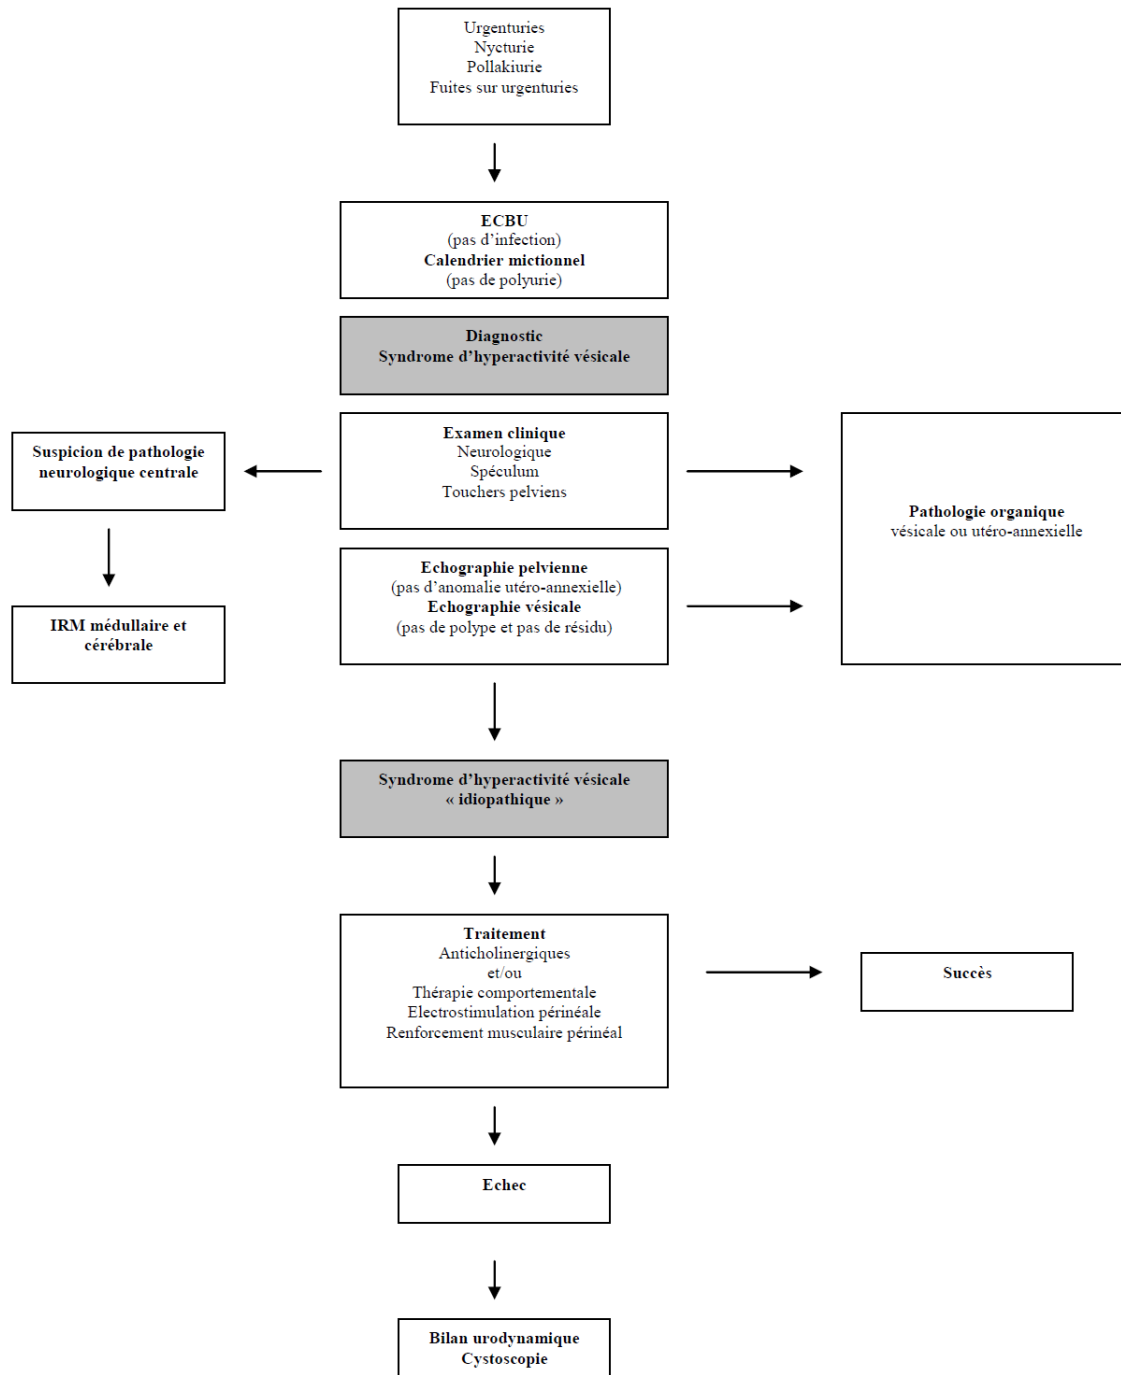 Urgenturies
Nycturie
Pollakiurie
Fuites sur urgenturies
ECBU
(pas d’infection)
Calendrier mictionnel
(pas de polyurie)
Diagnostic
Syndrome d’hyperactivité vésicale
Suspicion de pathologie
neurologique centrale
Examen clinique
Neurologique
Spéculum
Touchers pelviens
Pathologie organique
vésicale ou utéro-annexielle
IRM médullaire et
cérébrale
Echographie pelvienne
(pas d’anomalie utéro-annexielle)
Echographie vésicale
(pas de polype et pas de résidu)
Syndrome d’hyperactivité vésicale
« idiopathique »
Traitement
Anticholinergiques
et/ou
Thérapie comportementale
Electrostimulation périnéale
Renforcement musculaire périnéal
Succès
Echec
Bilan urodynamique
Cystoscopie